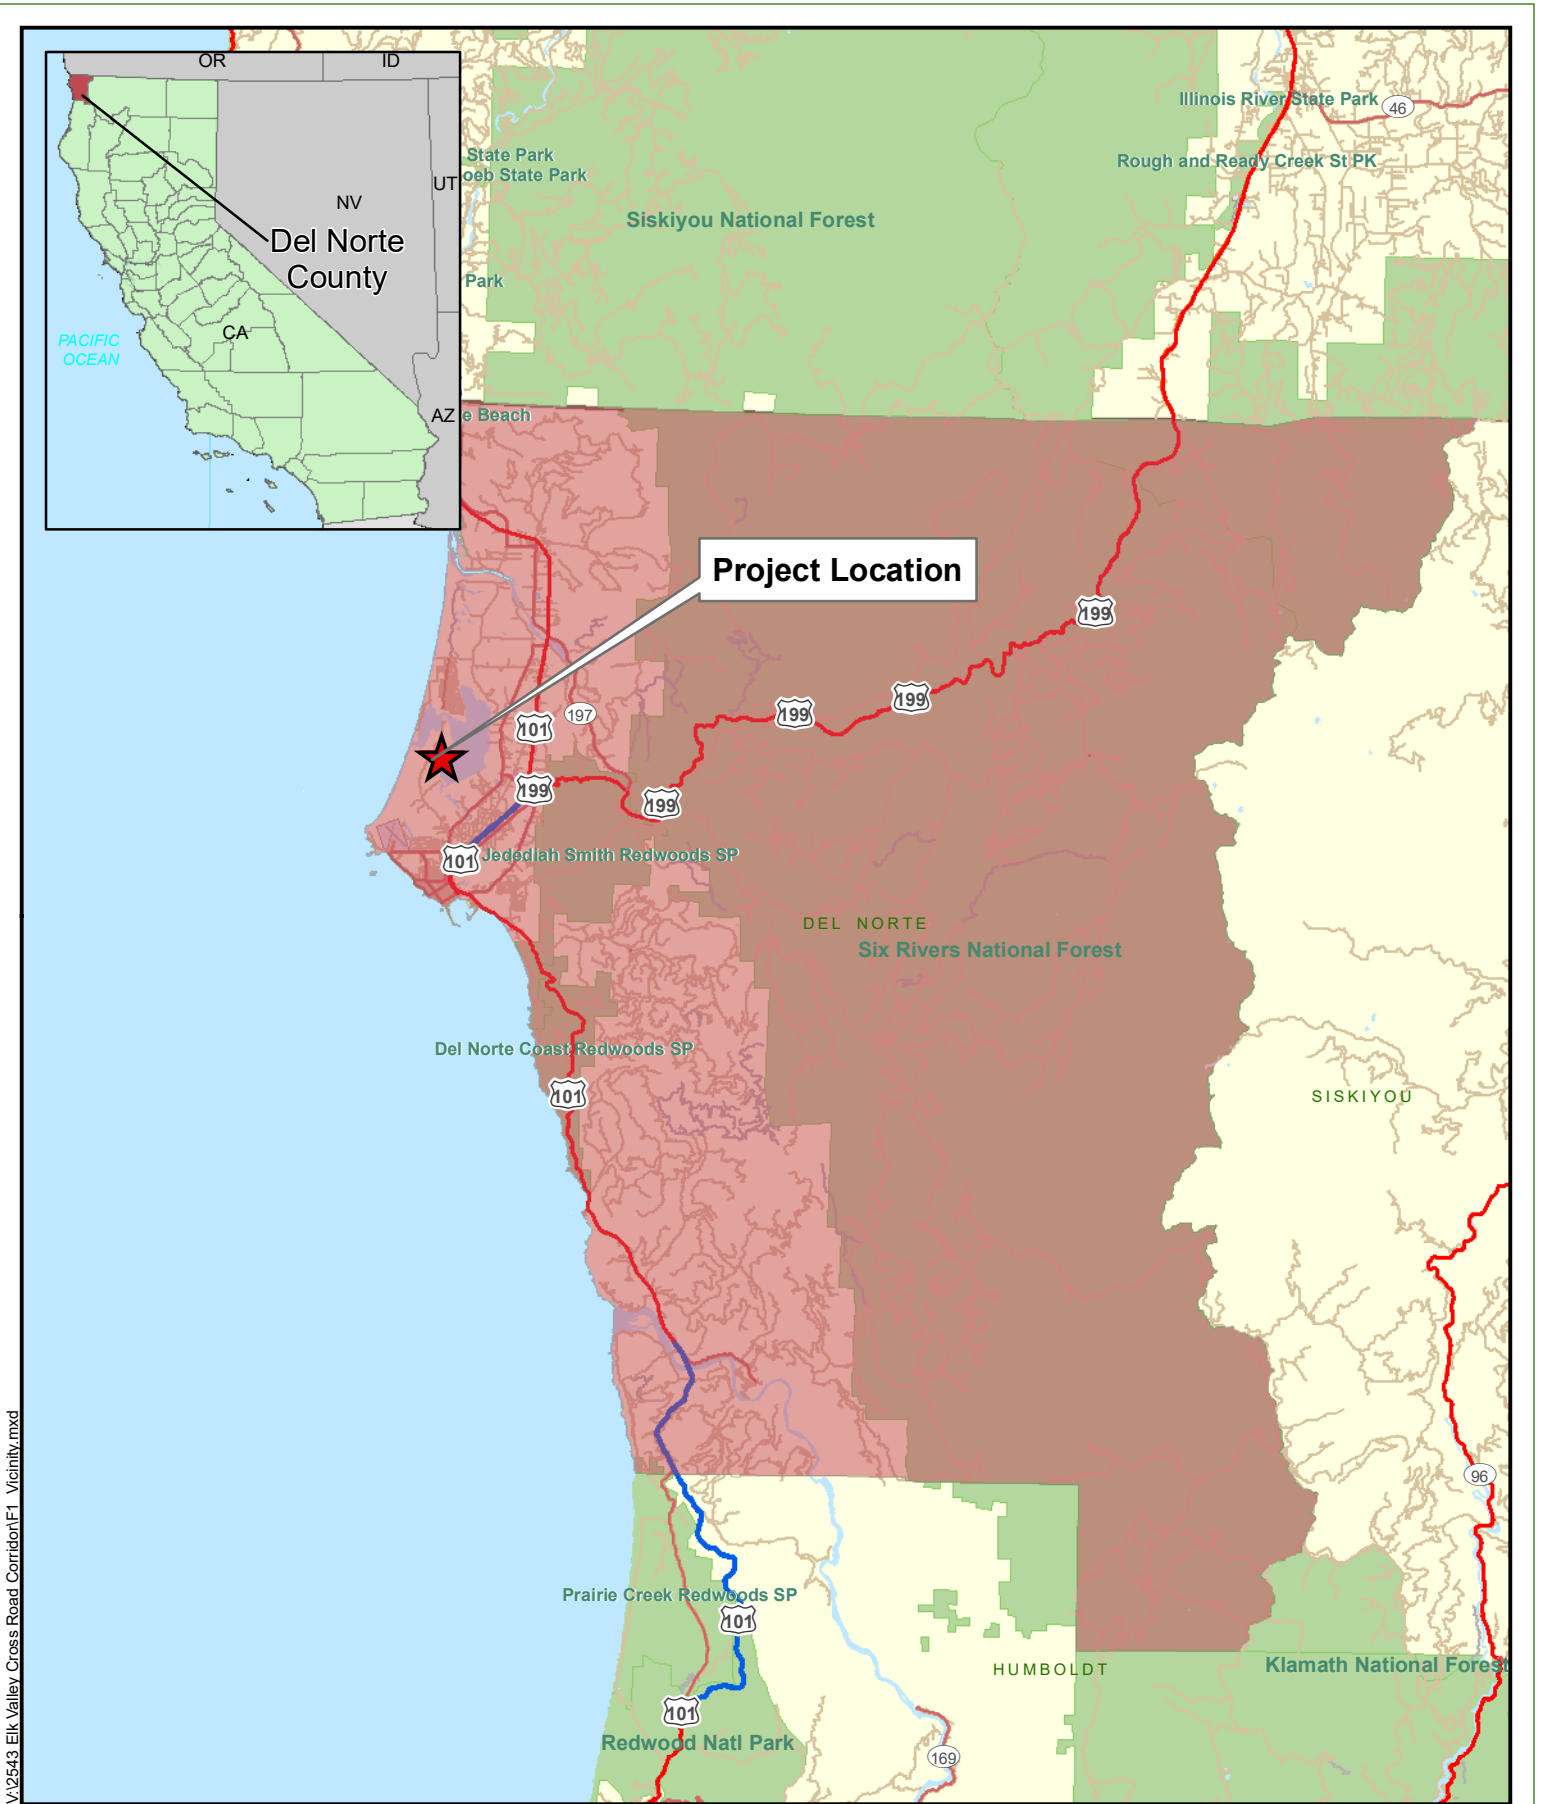 OR
ID
NV
UT
Del Norte
County
CA
AZ
PACIFIC
OCEAN
Illinois River State Park
46
Rough and Ready Creek St PK
State Park
oeb State Park
Siskiyou National Forest
Park
e Beach
Project Location
199
199
199
101
197
199
199
101
Jedediah Smith Redwoods SP
DEL NORTE
Six Rivers National Forest
Del Norte Coast Redwoods SP
101
SISKIYOU
96
Prairie Creek Redwoods SP
101
HUMBOLDT
Klamath National Forest
101
Redwood Natl Park
169
V:\2543 Elk Valley Cross Road Corridor\F1 Vicinity.mxd